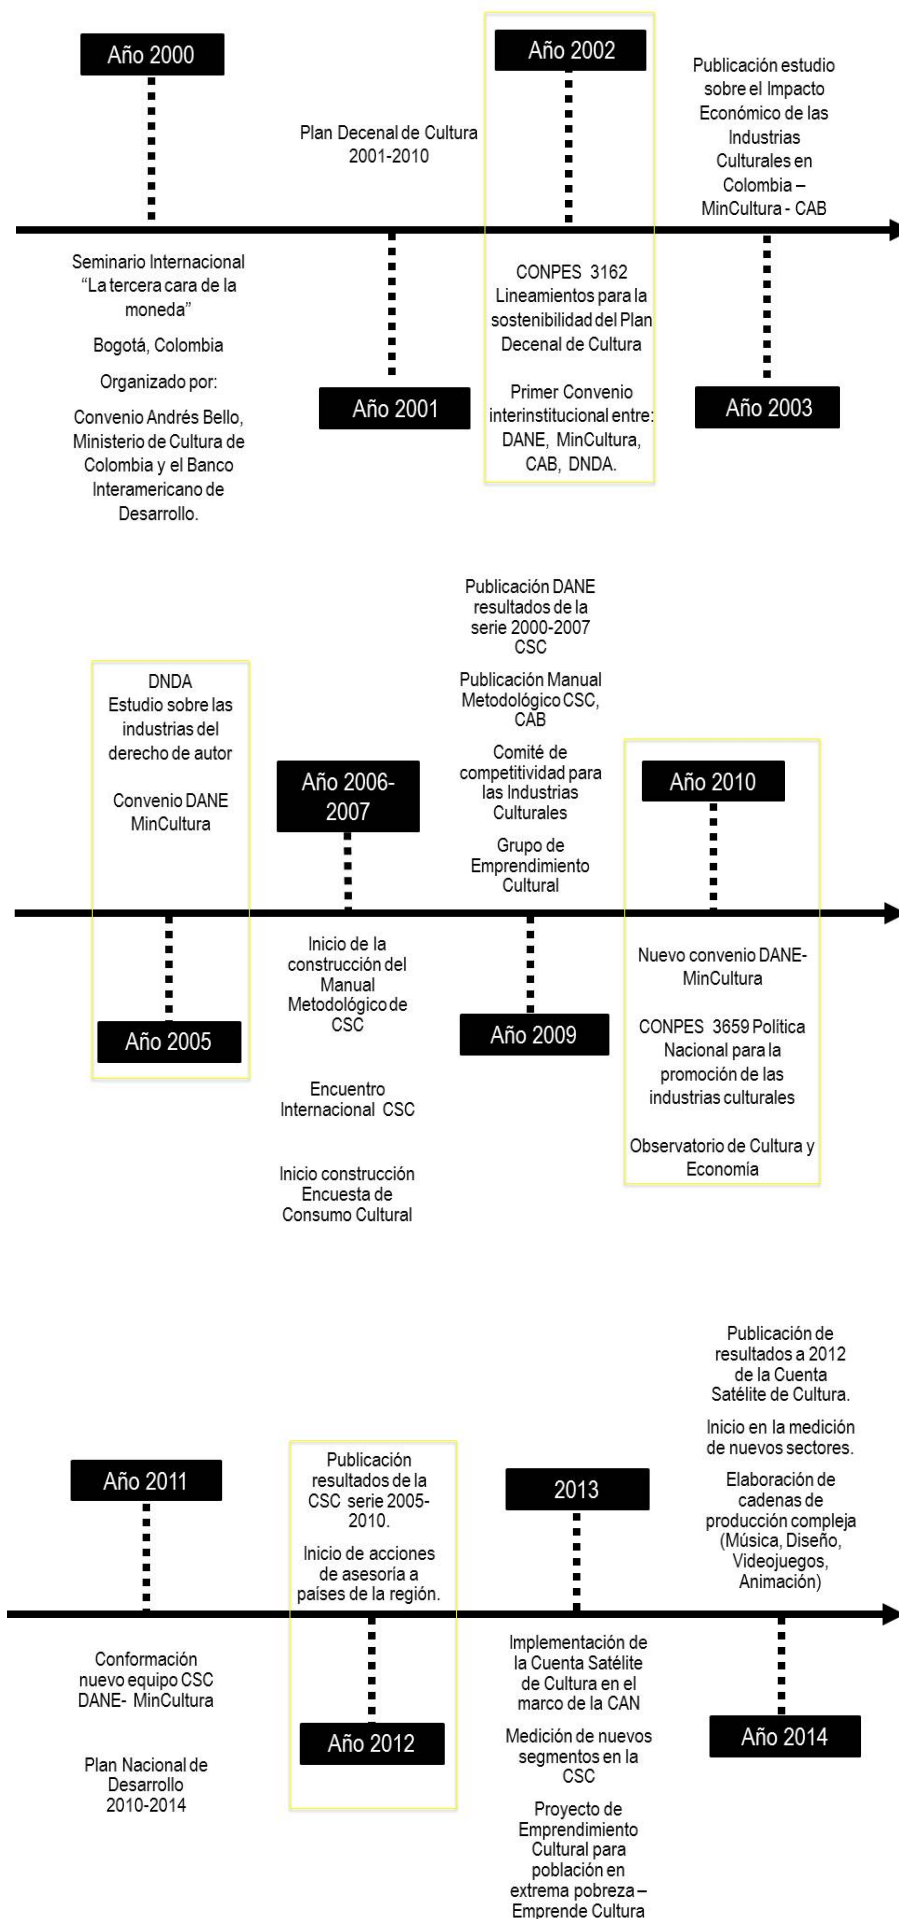 Año 2000
Seminario Internacional
“La tercera cara de la
moneda”
Bogotá, Colombia
Organizado por:
Convenio Andrés Bello,
Ministerio de Cultura de
Colombia y el Banco
Interamericano de
Desarrollo.
Plan Decenal de Cultura
2001-2010
Año 2001
Año 2002
CONPES 3162
Lineamientos para la
sostenibilidad del Plan
Decenal de Cultura
Primer Convenio
interinstitucional entre:
DANE, MinCultura,
CAB, DNDA.
Publicación estudio
sobre el Impacto
Económico de las
Industrias
Culturales en
Colombia –
MinCultura - CAB
Año 2003
DNDA
Estudio sobre las
industrias del
derecho de autor
Convenio DANE
MinCultura
Año 2005
Año 2006-
2007
Inicio de la
construcción del
Manual
Metodológico de
CSC
Encuentro
Internacional CSC
Inicio construcción
Encuesta de
Consumo Cultural
Publicación DANE
resultados de la
serie 2000-2007
CSC
Publicación Manual
Metodológico CSC,
CAB
Comité de
competitividad para
las Industrias
Culturales
Grupo de
Emprendimiento
Cultural
Año 2009
Año 2010
Nuevo convenio DANE-
MinCultura
CONPES 3659 Política
Nacional para la
promoción de las
industrias culturales
Observatorio de Cultura y
Economía
Año 2011
Conformación
nuevo equipo CSC
DANE- MinCultura
Plan Nacional de
Desarrollo
2010-2014
Publicación
resultados de la
CSC serie 2005-
2010.
Inicio de acciones
de asesoría a
países de la región.
Año 2012
2013
Implementación de
la Cuenta Satélite
de Cultura en el
marco de la CAN
Medición de nuevos
segmentos en la
CSC
Proyecto de
Emprendimiento
Cultural para
población en
extrema pobreza –
Emprende Cultura
Publicación de
resultados a 2012
de la Cuenta
Satélite de Cultura.
Inicio en la medición
de nuevos sectores.
Elaboración de
cadenas de
producción compleja
(Música, Diseño,
Videojuegos,
Animación)
Año 2014